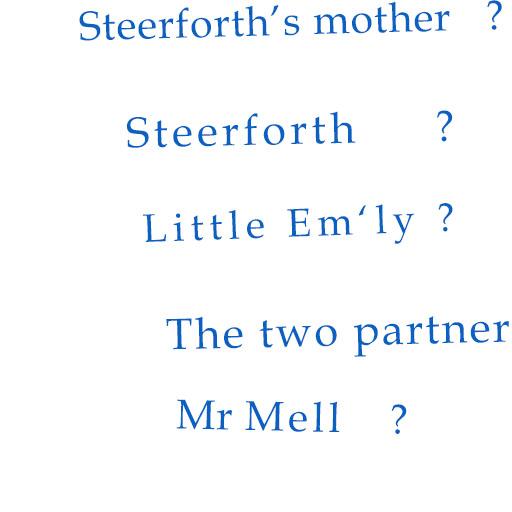 Steerforth’s mother ?
Steerforth ?
Little Em‘ly ?
The two partner
Mr Mell ?